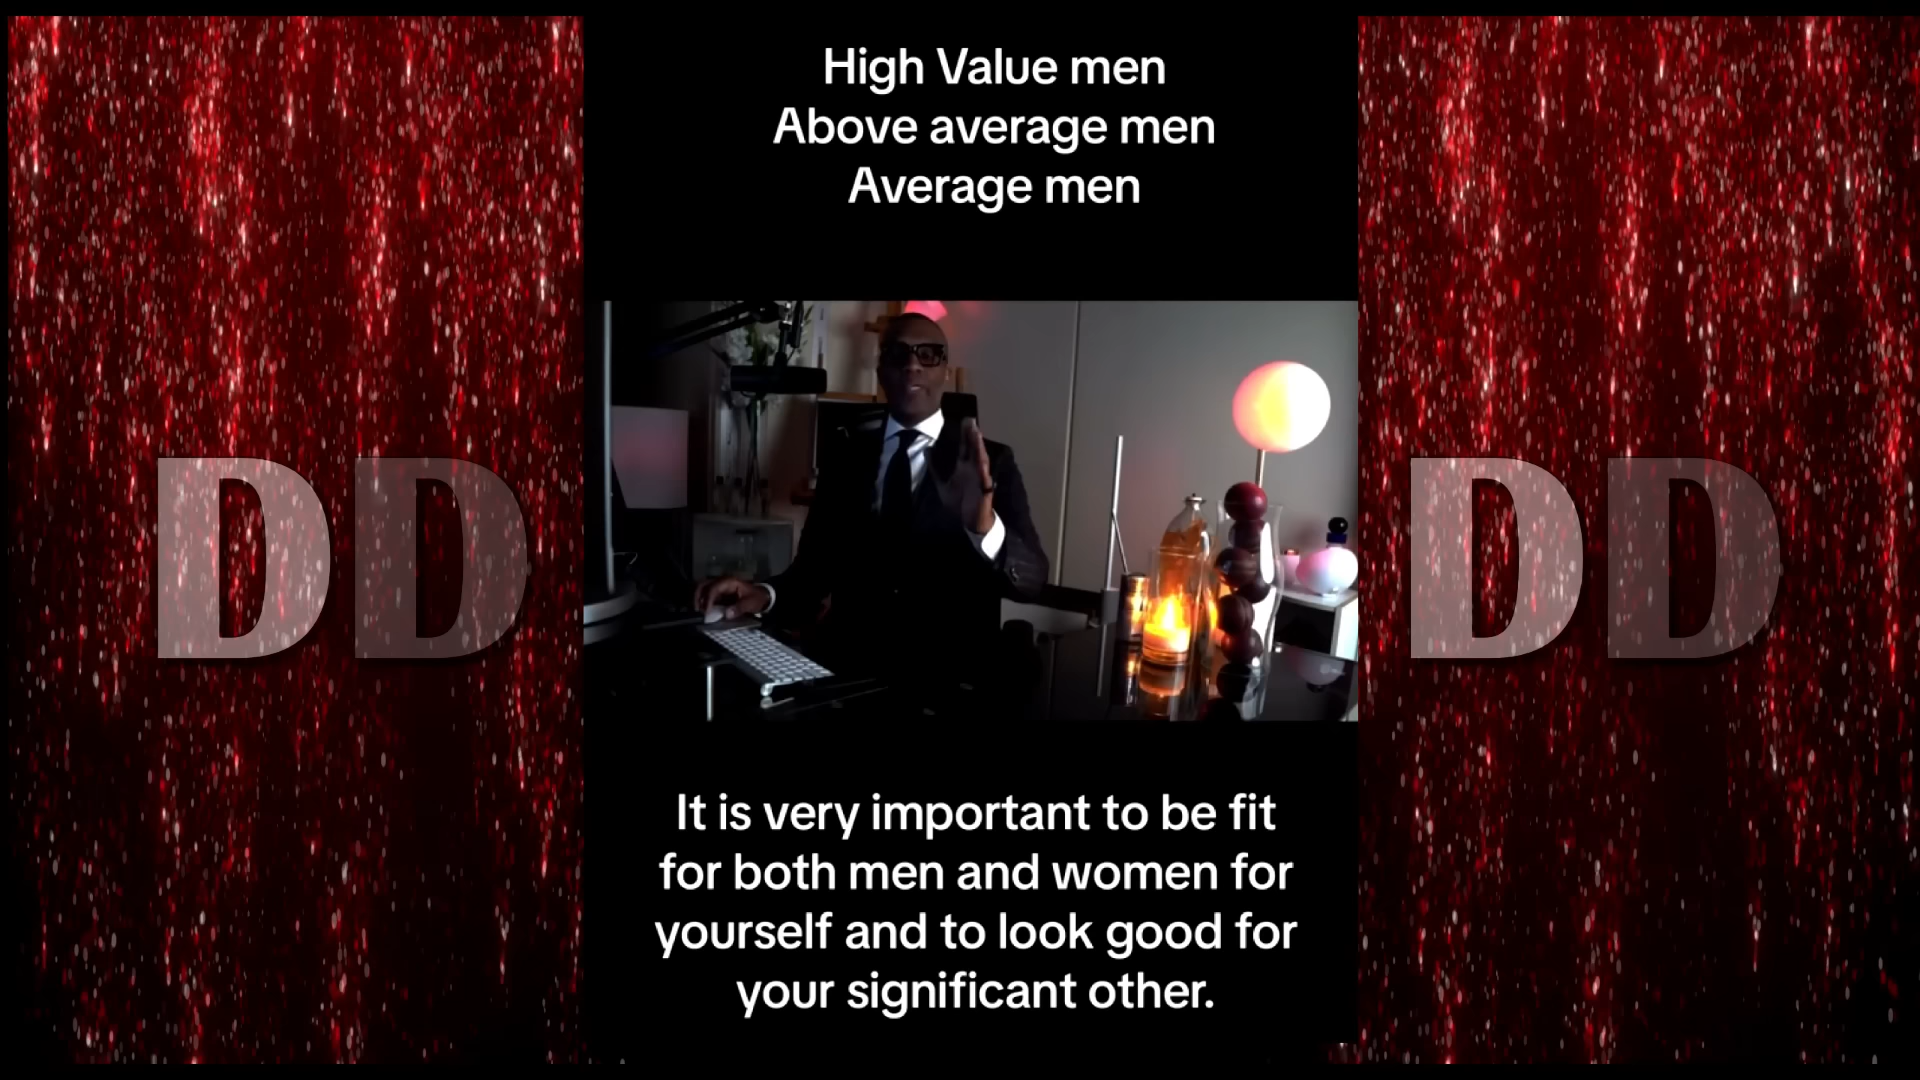 High Value men
Above average men
Average men
DD
DD
It is very important to be fit
for both men and women for
yourself and to look good for
your significant other.